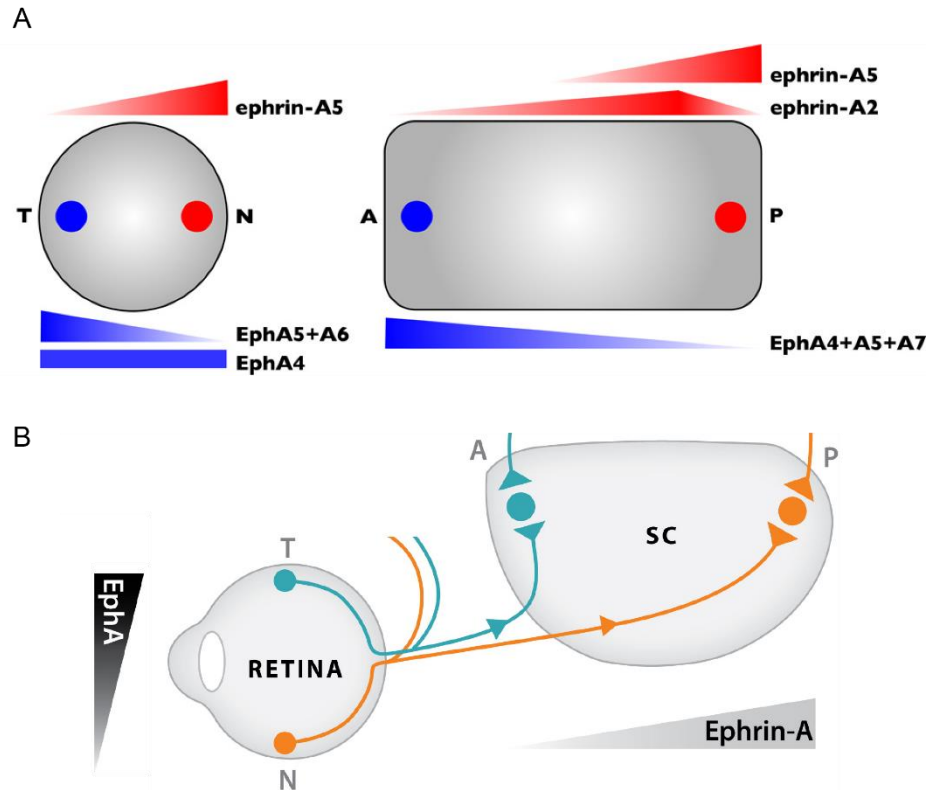 A
ephrin-A5
ephrin-A5
ephrin-A2
T
N
A
P
EphA5+A6
EphA4
EphA4+A5+A7
B
A
P
SC
T
EphA
RETINA
Ephrin-A
N